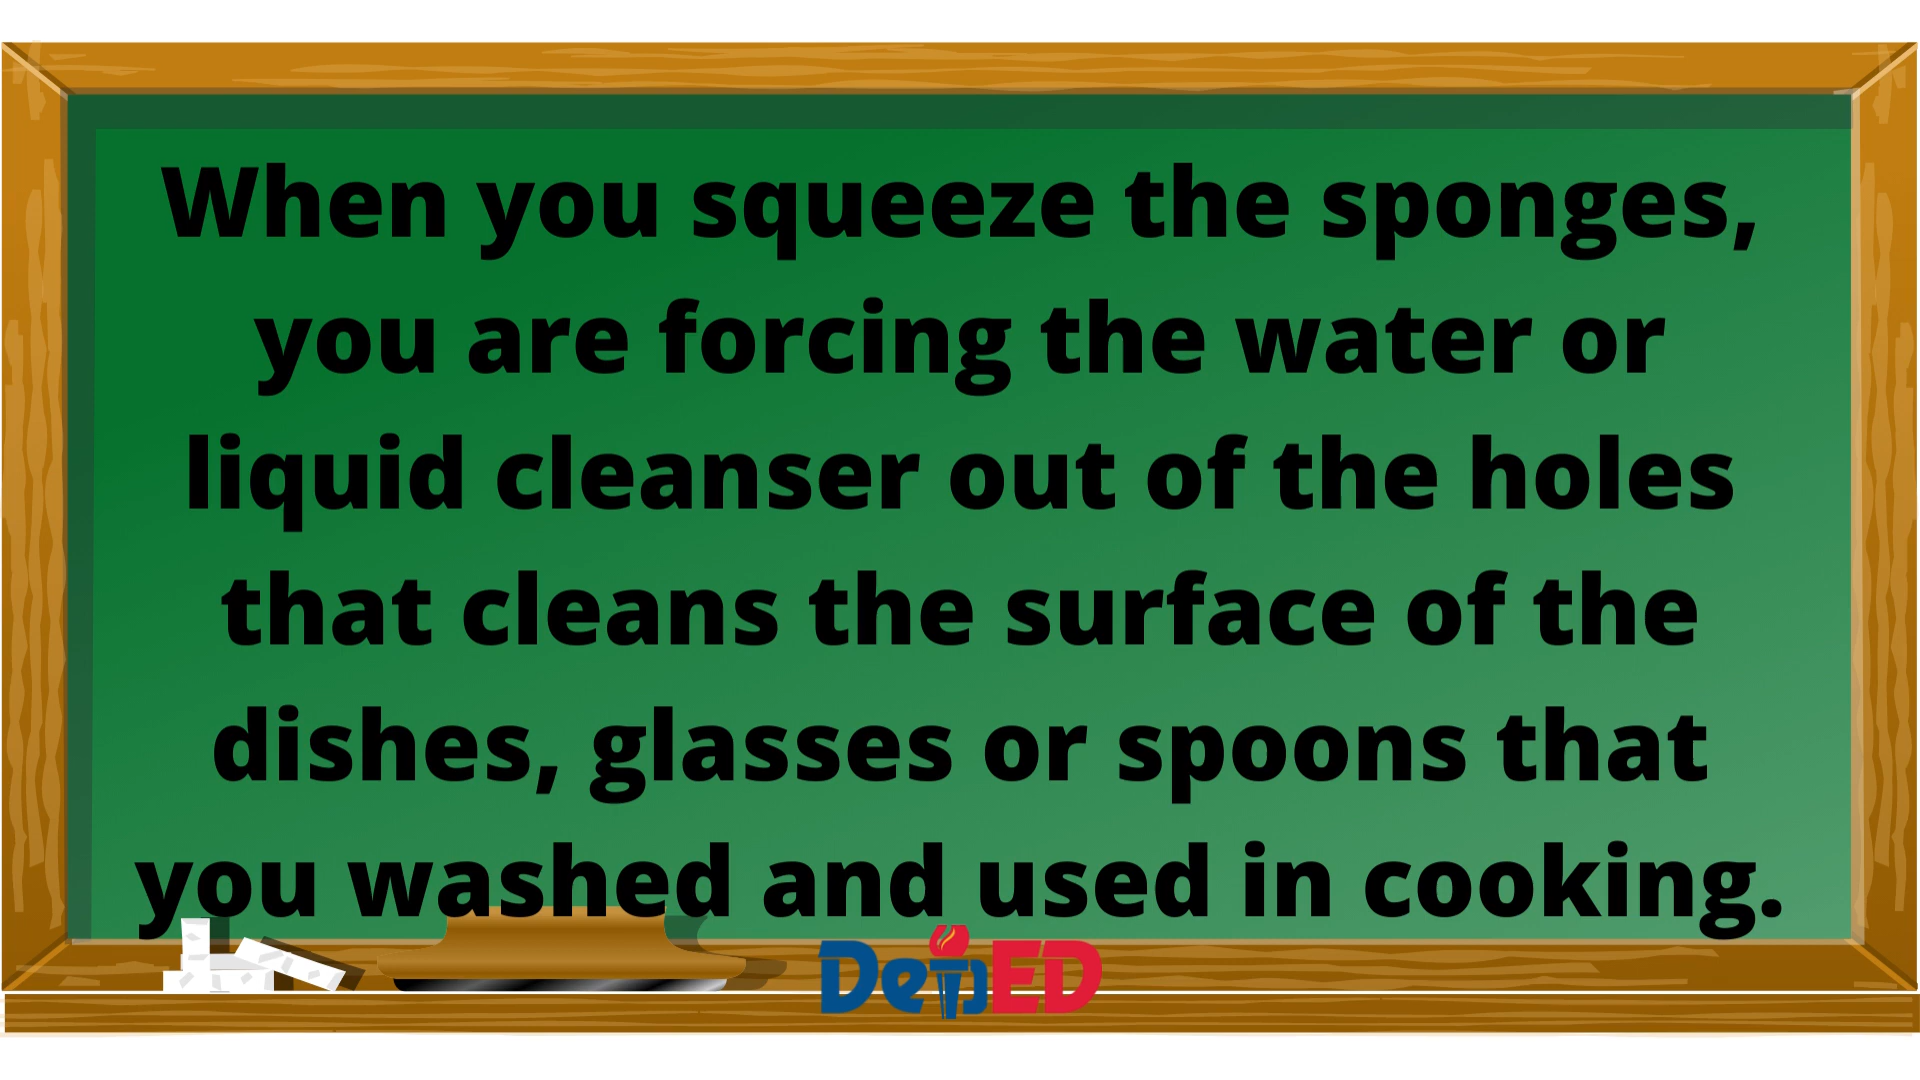 When you squeeze the sponges,
you are forcing the water or
liquid cleanser out of the holes
that cleans the surface of the
dishes, glasses or spoons that
you washed and used in cooking.
DepED